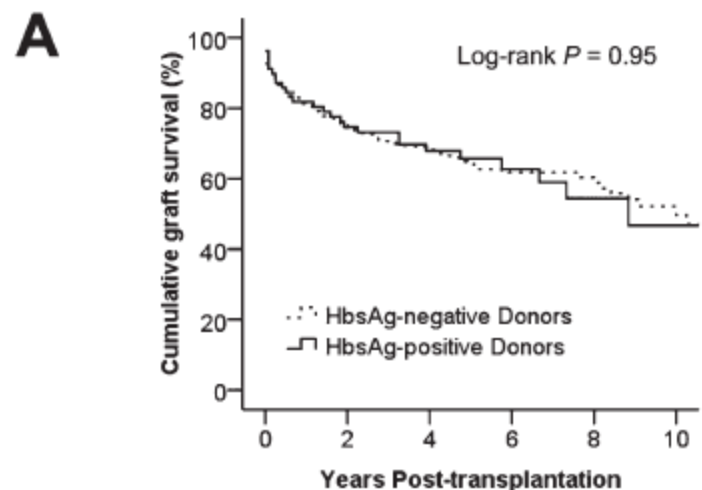 A
Log-rank P = 0.95
Cumulative graft survival (%)
100
80
60
40
20
0
HbsAg-negative Donors
HbsAg-positive Donors
0 2 4 6 8 10
Years Post-transplantation